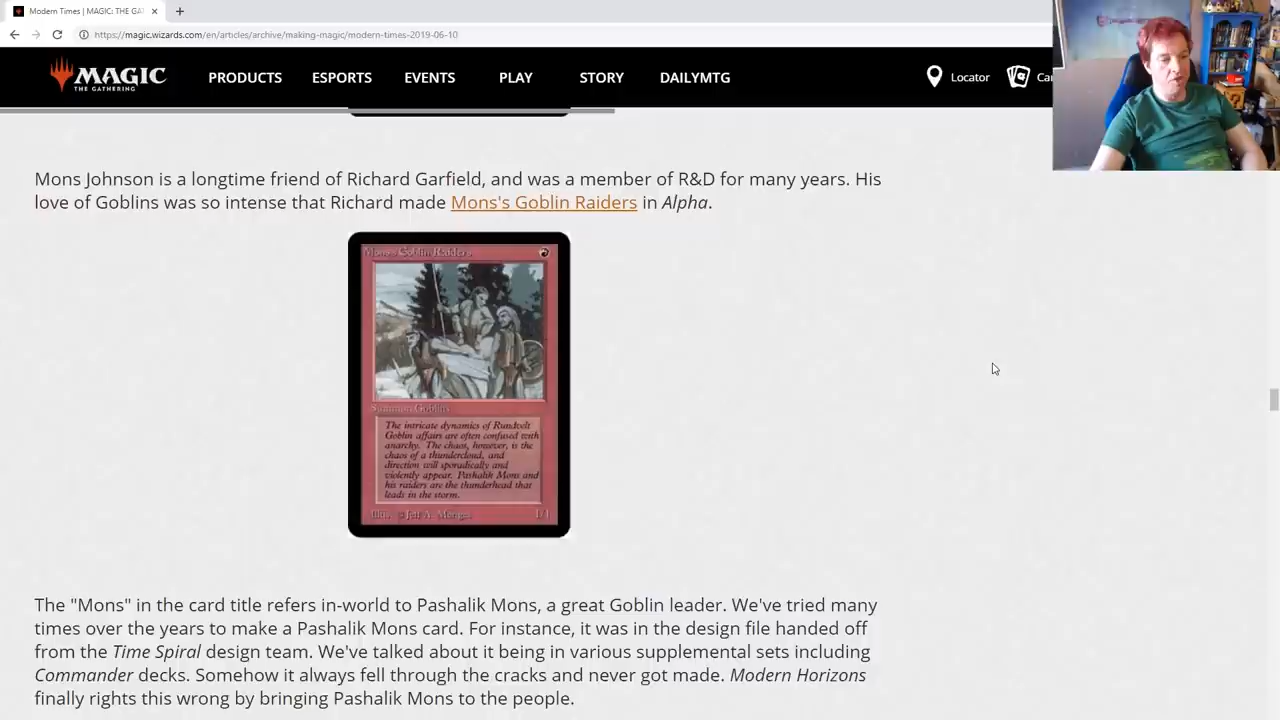 Modern Times | MAGIC: THE GA
https://magic.wizards.com/en/articles/archive/making-magic/modern-times-2019-06-10
MAGIC
THE GATHERING
PRODUCTS ESPORTS EVENTS PLAY STORY DAILYMTG
Locator
Mons Johnson is a longtime friend of Richard Garfield, and was a member of R&D for many years. His
love of Goblins was so intense that Richard made Mons's Goblin Raiders in Alpha.
Mons's Goblin Raiders
Summon Goblins
The intricate dynamics of Rundvelt
Goblin affairs are often confused with
anarchy. The chaos, however, is the
chaos of a thundercloud, and
direction will sporadically and
violently appear. Pashalik Mons and
his raiders are the thunderhead that
leads in the storm.
Illus. © Jeff A. Menges 1/1
The "Mons" in the card title refers in-world to Pashalik Mons, a great Goblin leader. We've tried many
times over the years to make a Pashalik Mons card. For instance, it was in the design file handed off
from the Time Spiral design team. We've talked about it being in various supplemental sets including
Commander decks. Somehow it always fell through the cracks and never got made. Modern Horizons
finally rights this wrong by bringing Pashalik Mons to the people.